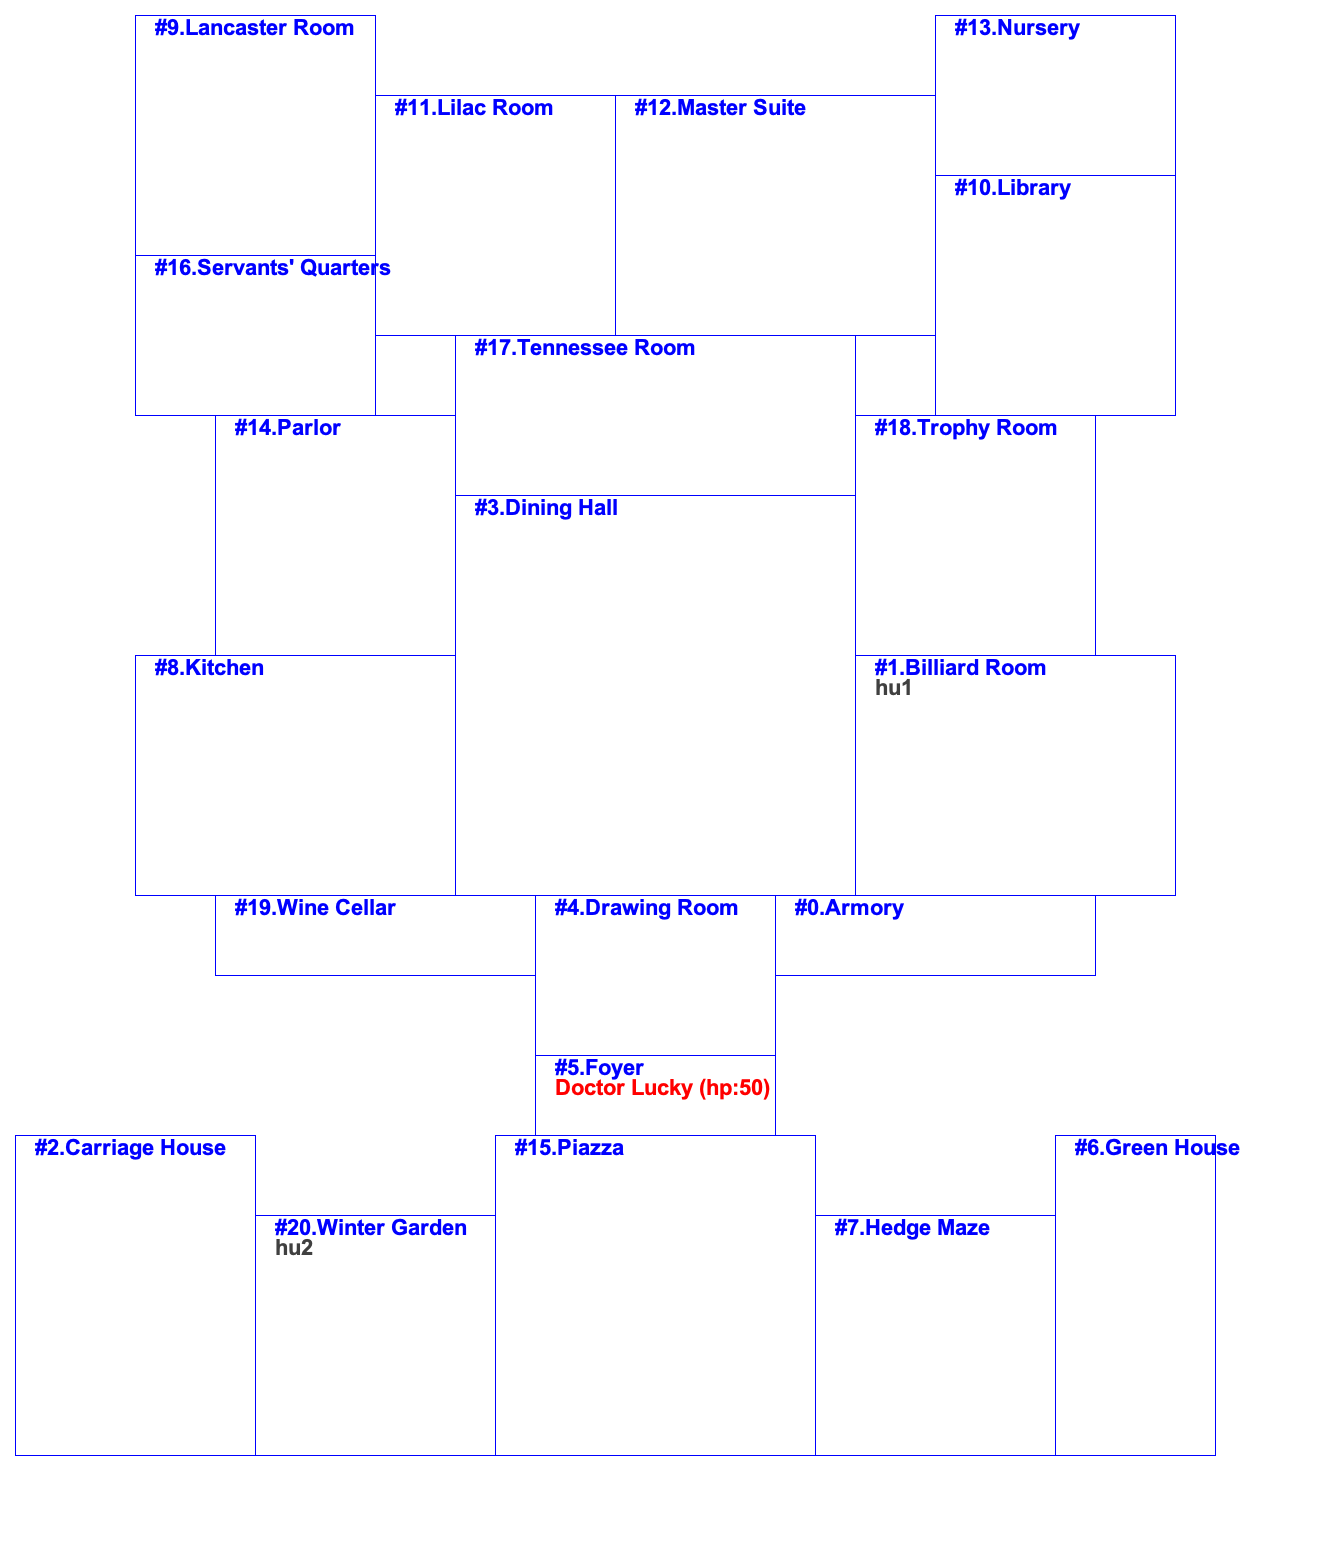 #9.Lancaster Room
#13.Nursery
#11.Lilac Room
#12.Master Suite
#10.Library
#16.Servants' Quarters
#17.Tennessee Room
#14.Parlor
#18.Trophy Room
#3.Dining Hall
#8.Kitchen
#1.Billiard Room
hu1
#19.Wine Cellar
#4.Drawing Room
#0.Armory
#5.Foyer
Doctor Lucky (hp:50)
#2.Carriage House
#15.Piazza
#6.Green House
#20.Winter Garden
hu2
#7.Hedge Maze